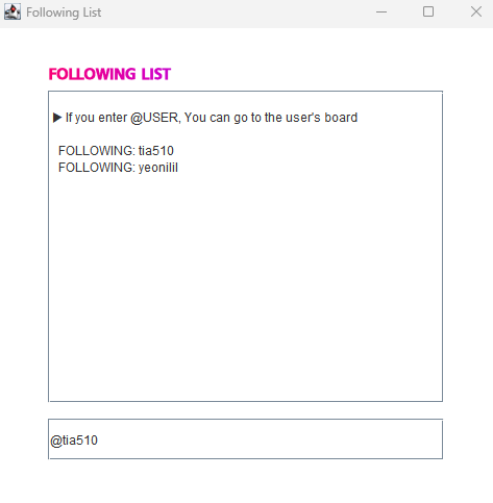 Following List
FOLLOWING LIST
▶ If you enter @USER, You can go to the user's board
FOLLOWING: tia510
FOLLOWING: yeonilil
@tia510